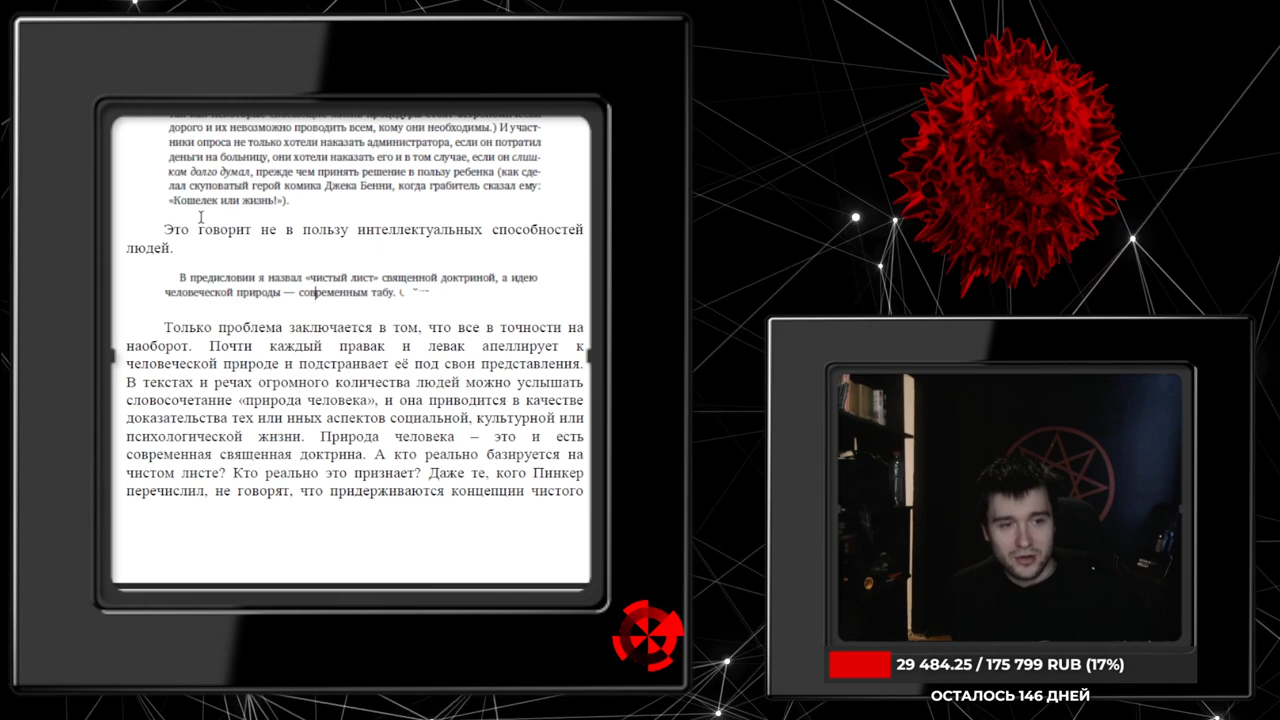 дорого и их невозможно проводить всем, кому они необходимы.) И участ-
ники опроса не только хотели наказать администратора, если он потратил
деньги на больницу, они хотели наказать его и в том случае, если он слиш-
ком долго думал, прежде чем принять решение в пользу ребенка (как сде-
лал скуповатый герой комика Джека Бенни, когда грабитель сказал ему:
«Кошелек или жизнь!»).
Это говорит не в пользу интеллектуальных способностей
людей.
В предисловии я назвал «чистый лист» священной доктриной, а идею
человеческой природы — современным табу.
Только проблема заключается в том, что все в точности на
наоборот. Почти каждый правак и левак апеллирует к
человеческой природе и подстраивает её под свои представления.
В текстах и речах огромного количества людей можно услышать
словосочетание «природа человека», и она приводится в качестве
доказательства тех или иных аспектов социальной, культурной или
психологической жизни. Природа человека – это и есть
современная священная доктрина. А кто реально базируется на
чистом листе? Кто реально это признает? Даже те, кого Пинкер
перечислил, не говорят, что придерживаются концепции чистого
29 484.25 / 175 799 RUB (17%)
ОСТАЛОСЬ 146 ДНЕЙ